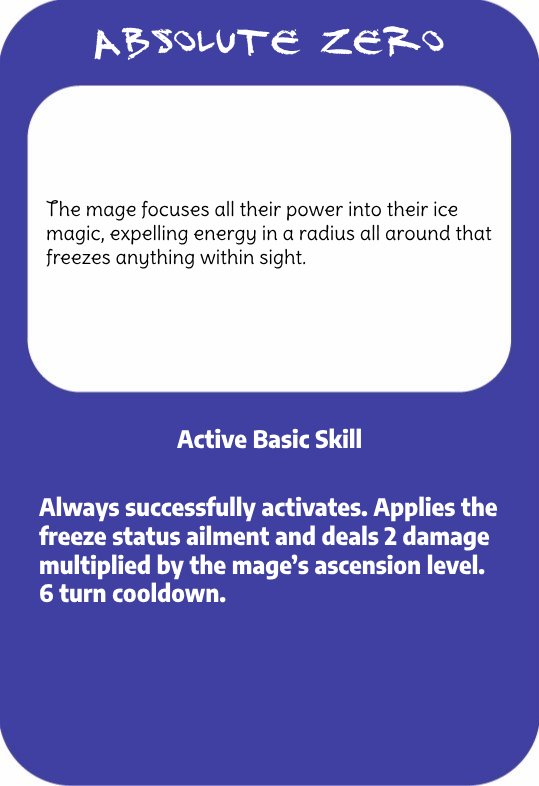 ABSOLUTE ZERO
The mage focuses all their power into their ice
magic, expelling energy in a radius all around that
freezes anything within sight.
Active Basic Skill
Always successfully activates. Applies the
freeze status ailment and deals 2 damage
multiplied by the mage’s ascension level.
6 turn cooldown.